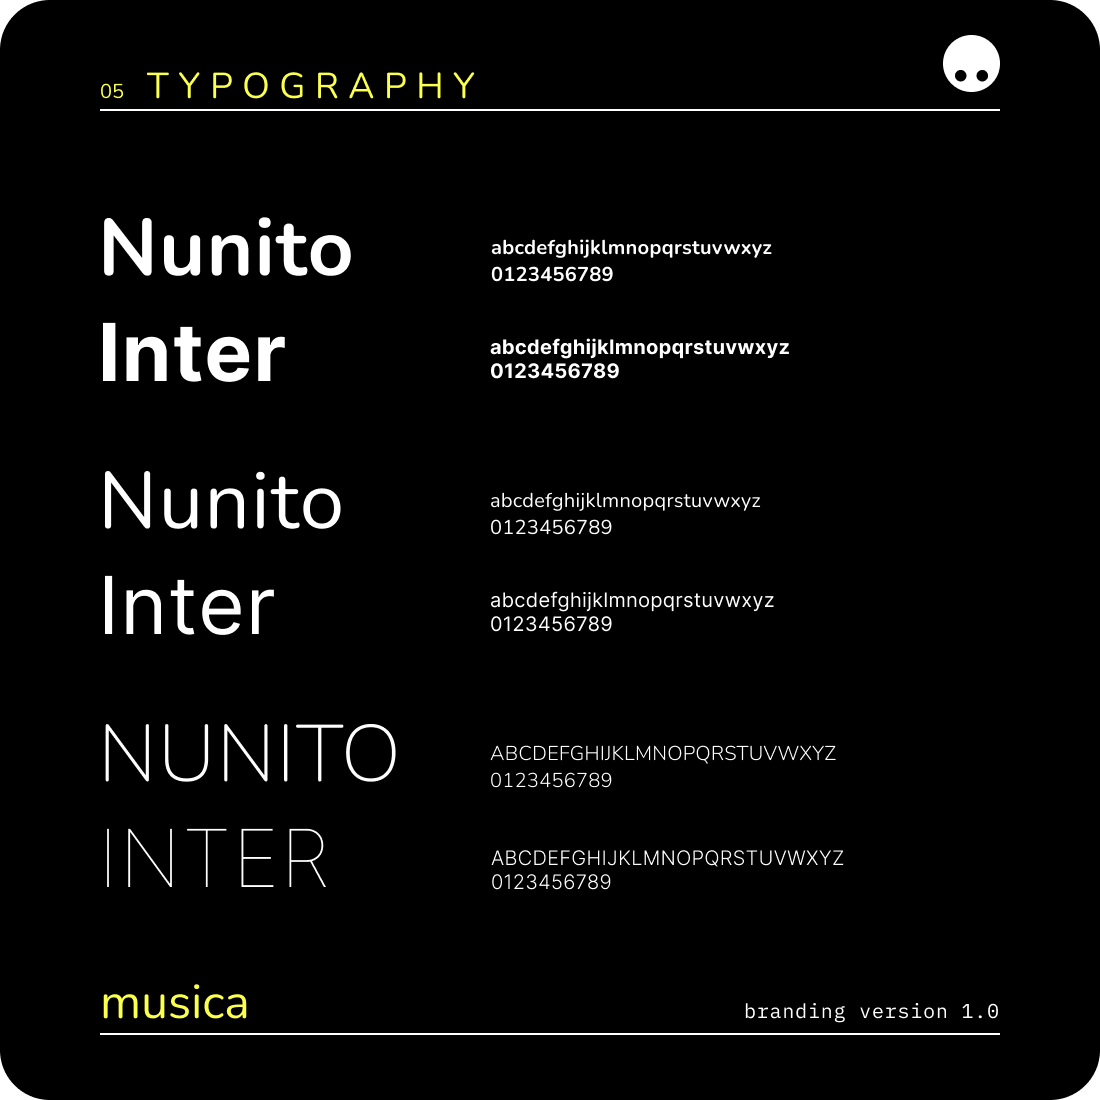 05 TYPOGRAPHY
Nunito
abcdefghijklmnopqrstuvwxyz
0123456789
Inter
abcdefghijklmnopqrstuvwxyz
0123456789
Nunito
abcdefghijklmnopqrstuvwxyz
0123456789
Inter
abcdefghijklmnopqrstuvwxyz
0123456789
NUNITO
ABCDEFGHIJKLMNOPQRSTUVWXYZ
0123456789
INTER
ABCDEFGHIJKLMNOPQRSTUVWXYZ
0123456789
musica
branding version 1.0